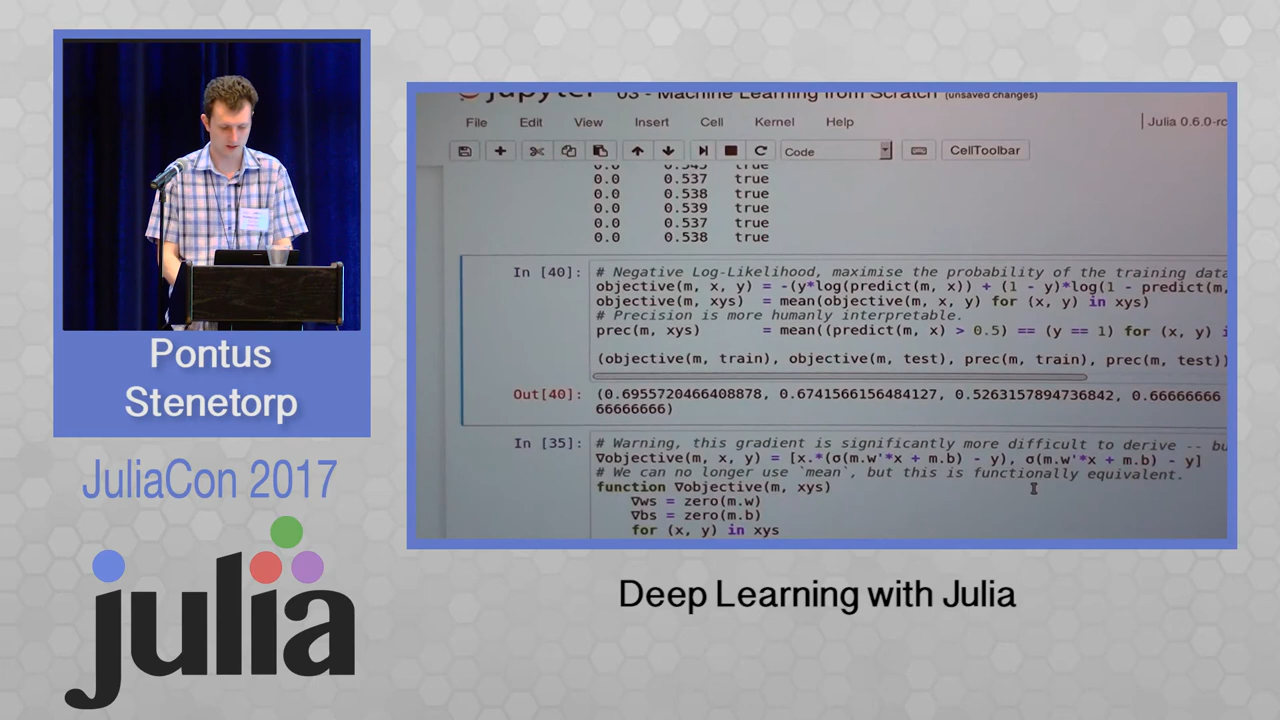 Pontus
Stenetorp
JuliaCon 2017
julia
jupyter 03 - Machine Learning from Scratch (unsaved changes)
File Edit View Insert Cell Kernel Help Julia 0.6.0-rc
Code CellToolbar
0.0 0.543 true
0.0 0.537 true
0.0 0.538 true
0.0 0.539 true
0.0 0.537 true
0.0 0.538 true
In [40]: # Negative Log-Likelihood, maximise the probability of the training data
objective(m, x, y) = -(y*log(predict(m, x)) + (1 - y)*log(1 - predict(m,
objective(m, xys) = mean(objective(m, x, y) for (x, y) in xys)
# Precision is more humanly interpretable.
prec(m, xys) = mean((predict(m, x) > 0.5) == (y == 1) for (x, y) i
(objective(m, train), objective(m, test), prec(m, train), prec(m, test))
Out[40]: (0.6955720466408878, 0.6741566156484127, 0.5263157894736842, 0.66666666
66666666)
In [35]: # Warning, this gradient is significantly more difficult to derive -- bu
∇objective(m, x, y) = [x.*(σ(m.w'*x + m.b) - y), σ(m.w'*x + m.b) - y]
# We can no longer use `mean`, but this is functionally equivalent.
function ∇objective(m, xys)
∇ws = zero(m.w)
∇bs = zero(m.b)
for (x, y) in xys
Deep Learning with Julia